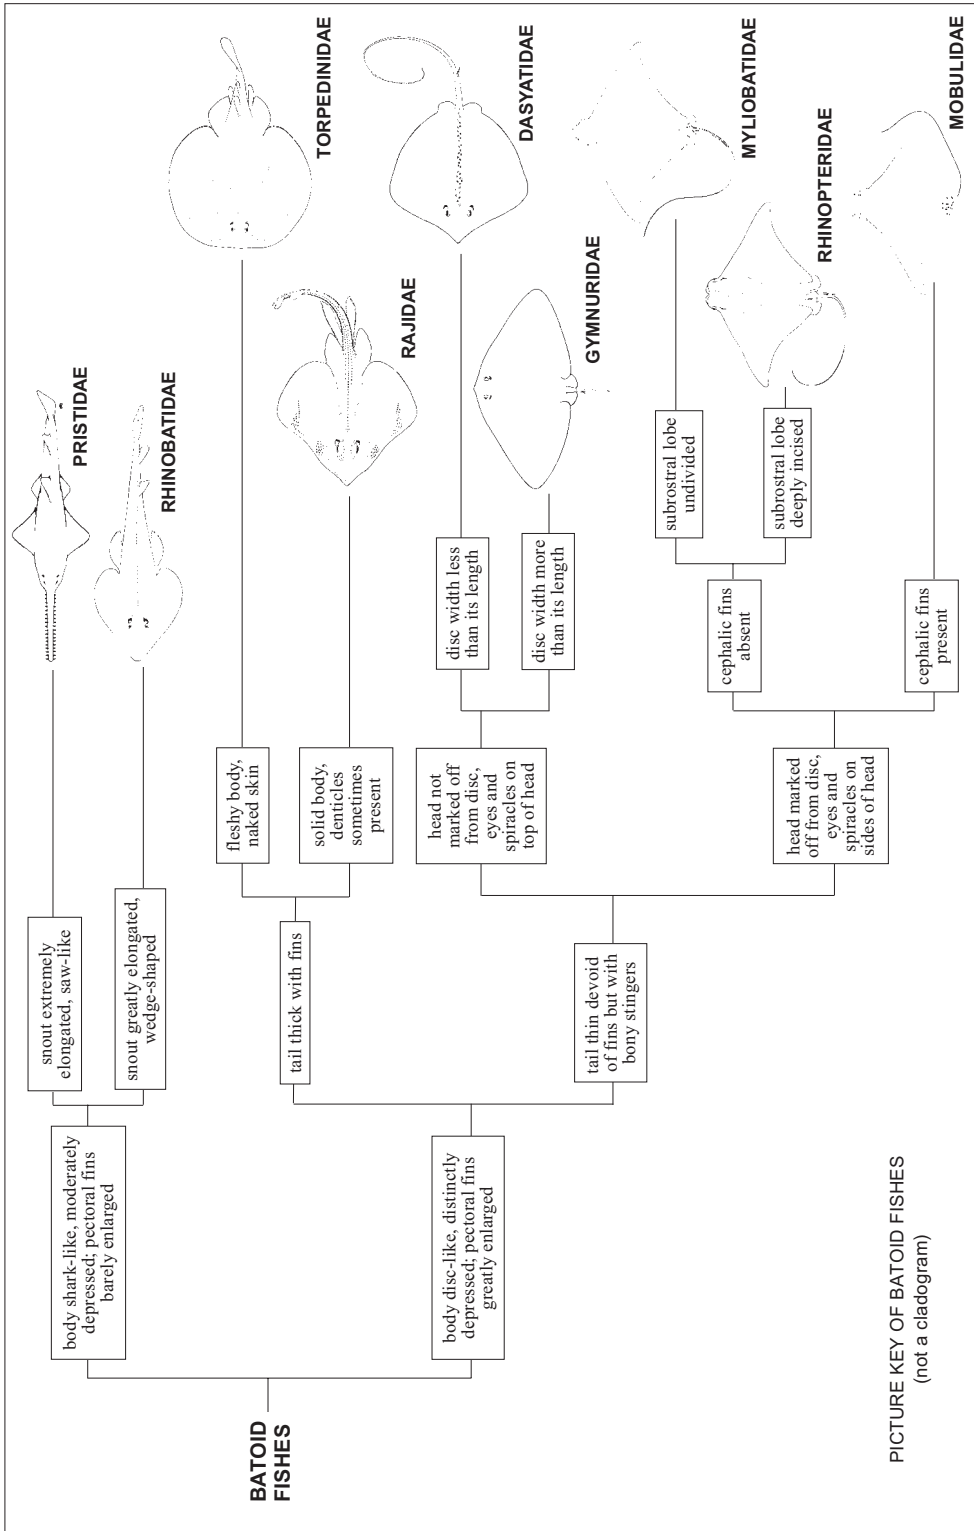 BATOID
FISHES
body shark-like, moderately
depressed; pectoral fins
barely enlarged
snout extremely
elongated, saw-like
PRISTIDAE
snout greatly elongated,
wedge-shaped
RHINOBATIDAE
body disc-like, distinctly
depressed; pectoral fins
greatly enlarged
tail thick with fins
fleshy body,
naked skin
TORPEDINIDAE
solid body,
denticles
sometimes
present
RAJIDAE
tail thin devoid
of fins but with
bony stingers
head not
marked off
from disc,
eyes and
spiracles on
top of head
disc width less
than its length
DASYATIDAE
disc width more
than its length
GYMNURIDAE
head marked
off from disc,
eyes and
spiracles on
sides of head
cephalic fins
absent
subrostral lobe
undivided
MYLIOBATIDAE
subrostral lobe
deeply incised
RHINOPTERIDAE
cephalic fins
present
MOBULIDAE
PICTURE KEY OF BATOID FISHES
(not a cladogram)